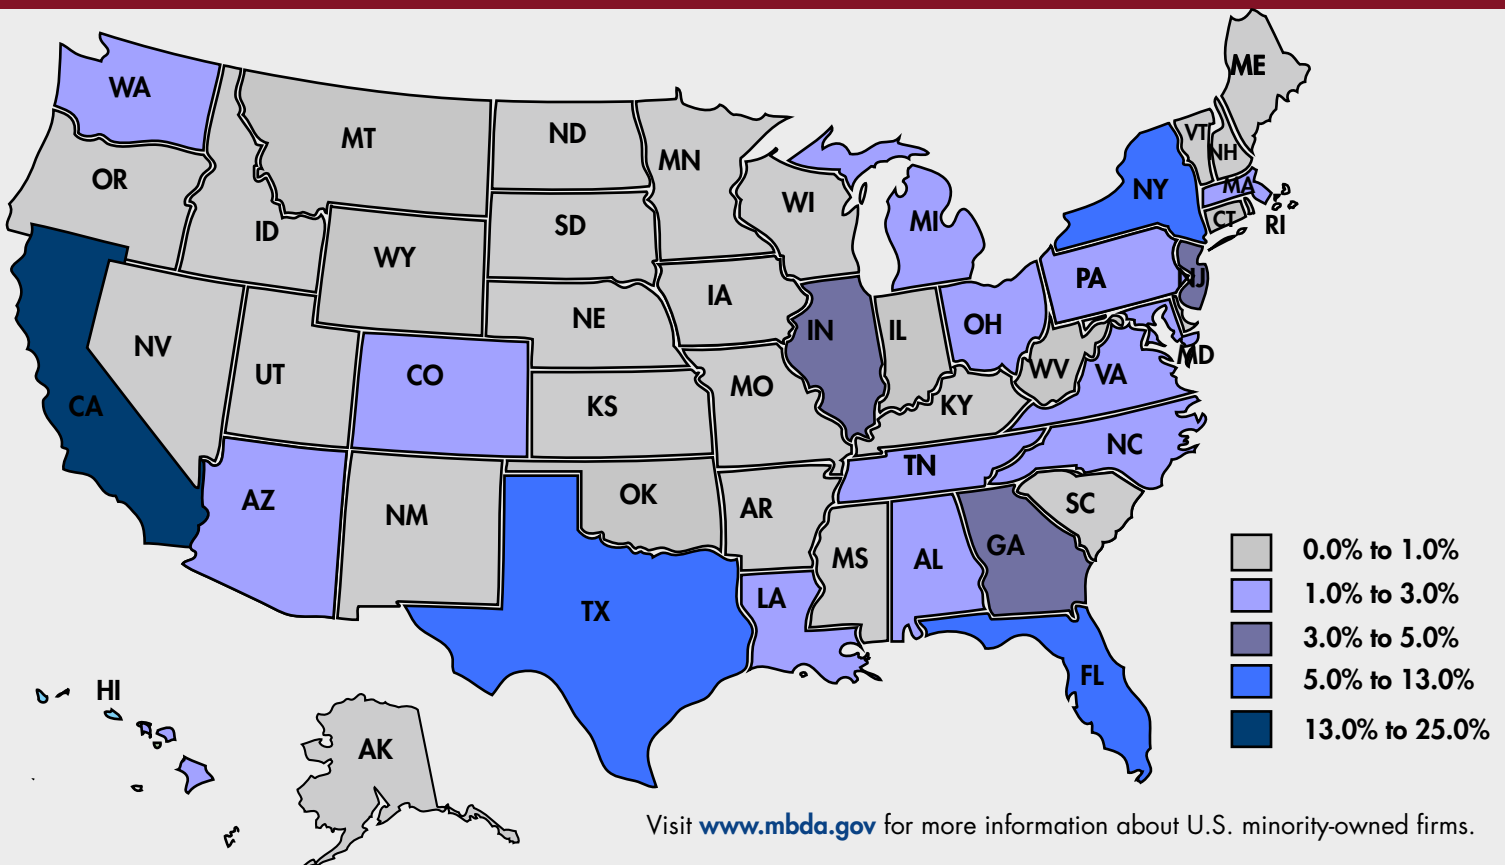 ME
WA
VT
NH
MT
ND
MN
OR
NY
MA
WI
MI
CT
RI
ID
SD
WY
PA
NJ
IA
NE
IN
IL
OH
NV
MD
UT
CO
WV
VA
MO
CA
KS
KY
NC
TN
AZ
OK
NM
AR
SC
GA
MS
AL
LA
TX
FL
HI
AK
0.0% to 1.0%
1.0% to 3.0%
3.0% to 5.0%
5.0% to 13.0%
13.0% to 25.0%
Visit www.mbda.gov for more information about U.S. minority-owned firms.